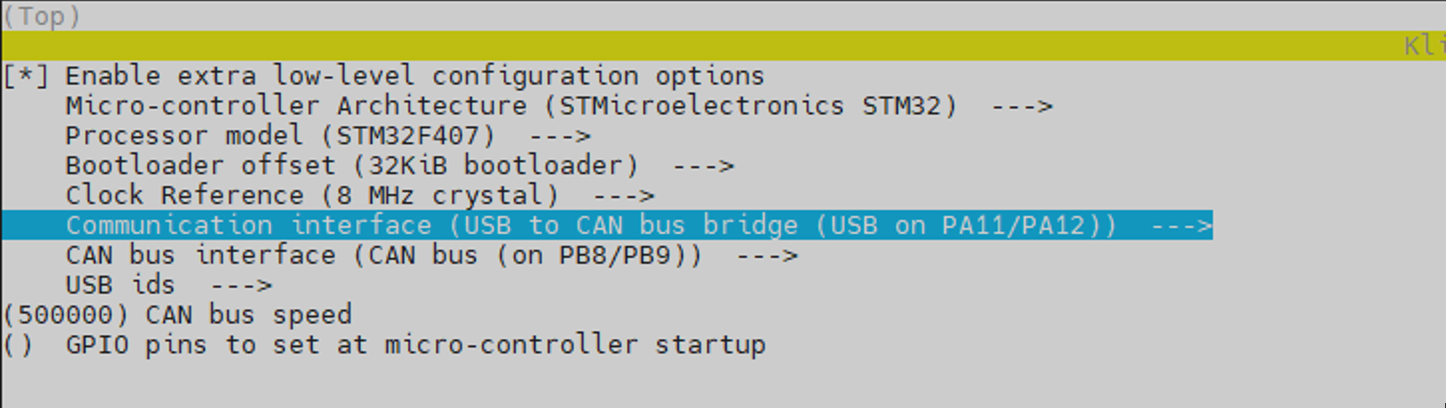 (Top)
Kli
[*] Enable extra low-level configuration options
    Micro-controller Architecture (STMicroelectronics STM32)  --->
    Processor model (STM32F407)  --->
    Bootloader offset (32KiB bootloader)  --->
    Clock Reference (8 MHz crystal)  --->
    Communication interface (USB to CAN bus bridge (USB on PA11/PA12))  --->
    CAN bus interface (CAN bus (on PB8/PB9))  --->
    USB ids  --->
(500000) CAN bus speed
()  GPIO pins to set at micro-controller startup